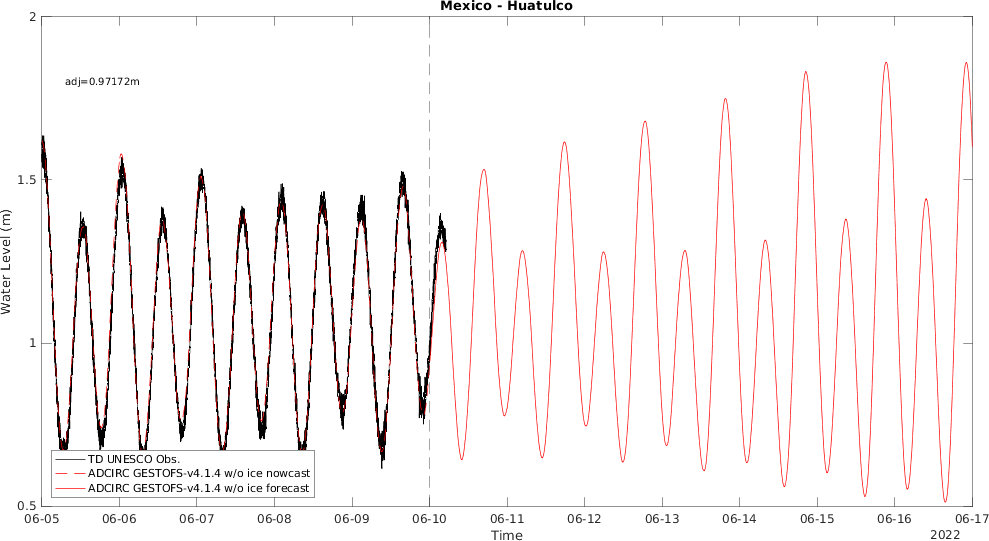 Mexico - Huatulco
adj=0.97172m
2
1.5
1
0.5
Water Level (m)
TD UNESCO Obs.
ADCIRC GESTOFS-v4.1.4 w/o ice nowcast
ADCIRC GESTOFS-v4.1.4 w/o ice forecast
06-05 06-06 06-07 06-08 06-09 06-10 06-11 06-12 06-13 06-14 06-15 06-16 06-17
Time
2022